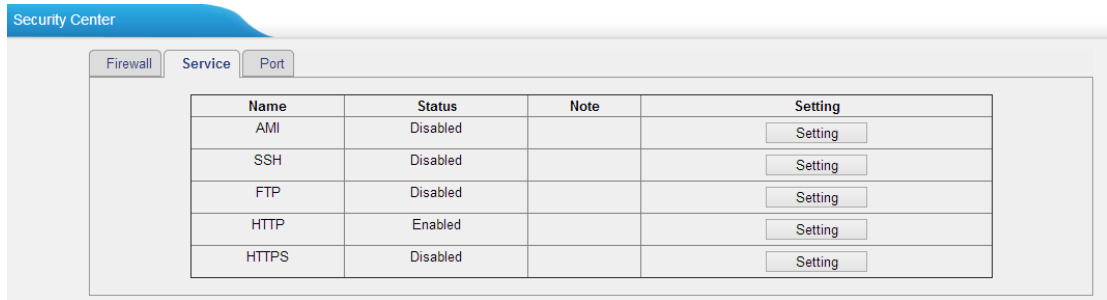 Security Center
Firewall Service Port
Name Status Note Setting
AMI Disabled Setting
SSH Disabled Setting
FTP Disabled Setting
HTTP Enabled Setting
HTTPS Disabled Setting